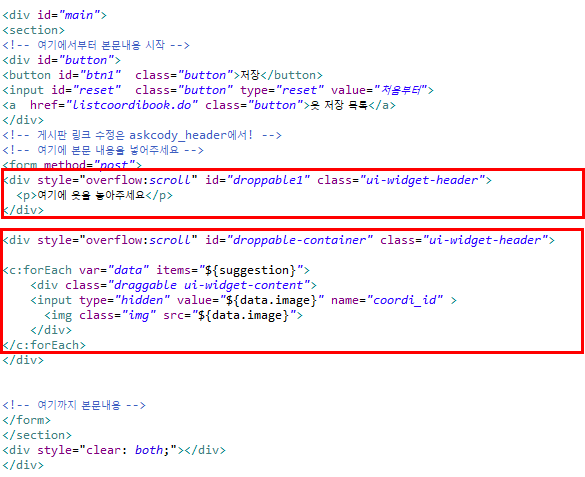 <div id="main">
<section>
<!-- 여기에서부터 본문내용 시작 -->
<div id="button">
<button id="btn1"  class="button">저장</button>
<input id="reset"  class="button" type="reset" value="처음부터">
<a  href="listcoordibook.do" class="button">옷 저장 목록</a>
</div>
<!-- 게시판 링크 수정은 askcody_header에서! -->
<!-- 여기에 본문 내용을 넣어주세요 -->
<form method="post">
<div style="overflow:scroll" id="droppable1" class="ui-widget-header">
  <p>여기에 옷을 놓아주세요</p>
</div>
<div style="overflow:scroll" id="droppable-container" class="ui-widget-header">
<c:forEach var="data" items="${suggestion}">
    <div class="draggable ui-widget-content">
    <input type="hidden" value="${data.image}" name="coordi_id" >
      <img class="img" src="${data.image}">
    </div>
</c:forEach>
</div>
<!-- 여기까지 본문내용 -->
</form>
</section>
<div style="clear: both;"></div>
</div>